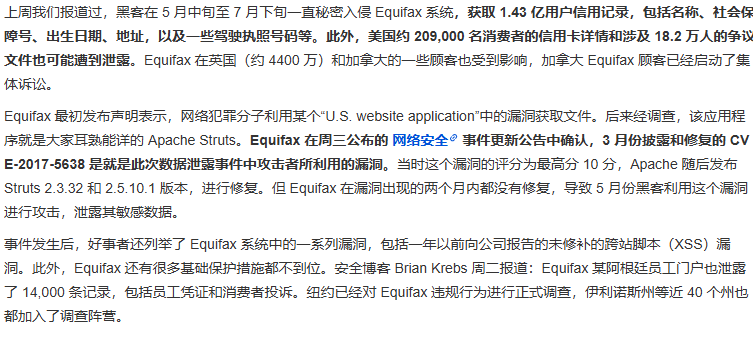 上周我们报道过，黑客在 5 月中旬至 7 月下旬一直秘密入侵 Equifax 系统，获取 1.43 亿用户信用记录，包括名称、社会保
障号、出生日期、地址，以及一些驾驶执照号码等。此外，美国约 209,000 名消费者的信用卡详情和涉及 18.2 万人的争议
文件也可能遭到泄露。Equifax 在英国（约 4400 万）和加拿大的一些顾客也受到影响，加拿大 Equifax 顾客已经启动了集
体诉讼。
Equifax 最初发布声明表示，网络犯罪分子利用某个“U.S. website application”中的漏洞获取文件。后来经调查，该应用程
序就是大家耳熟能详的 Apache Struts。Equifax 在周三公布的 网络安全 事件更新公告中确认，3 月份披露和修复的 CV
E-2017-5638 是就是此次数据泄露事件中攻击者所利用的漏洞。当时这个漏洞的评分为最高分 10 分，Apache 随后发布
Struts 2.3.32 和 2.5.10.1 版本，进行修复。但 Equifax 在漏洞出现的两个月内都没有修复，导致 5 月份黑客利用这个漏洞
进行攻击，泄露其敏感数据。
事件发生后，好事者还列举了 Equifax 系统中的一系列漏洞，包括一年以前向公司报告的未修补的跨站脚本（XSS）漏
洞。此外，Equifax 还有很多基础保护措施都不到位。安全博客 Brian Krebs 周二报道：Equifax 某阿根廷员工门户也泄露
了 14,000 条记录，包括员工凭证和消费者投诉。纽约已经对 Equifax 违规行为进行正式调查，伊利诺斯州等近 40 个州也
都加入了调查阵营。